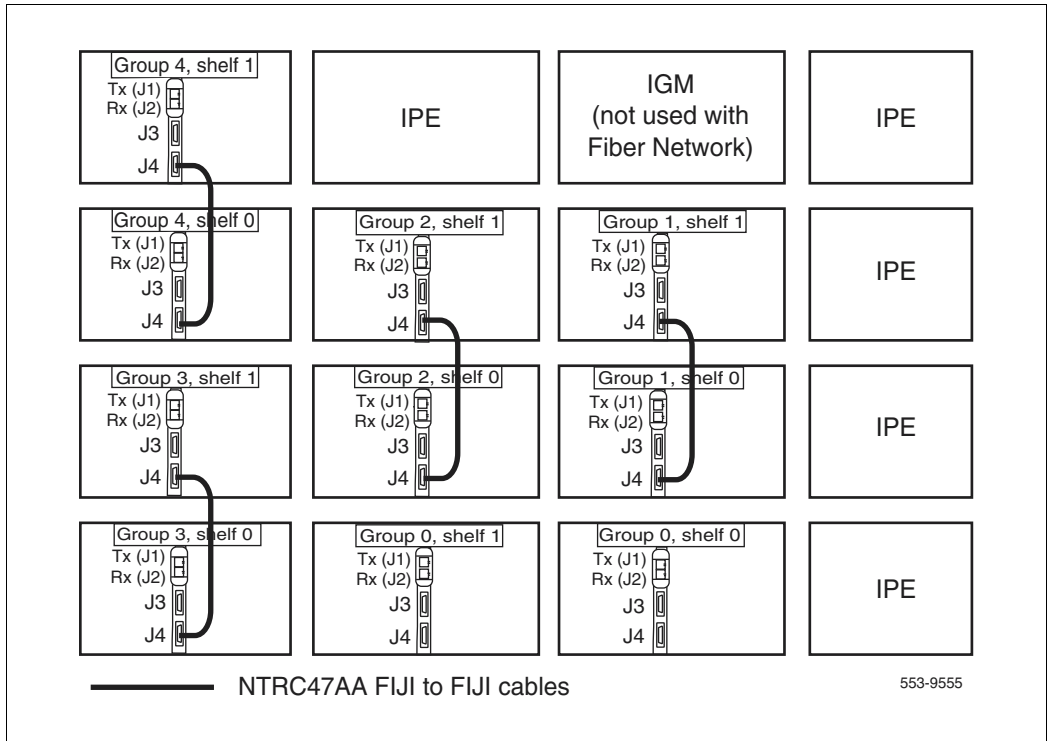 Group 4, shelf 1
Tx (J1)
Rx (J2)
J3
J4
IPE
IGM
(not used with
Fiber Network)
IPE
Group 4, shelf 0
Tx (J1)
Rx (J2)
J3
J4
Group 2, shelf 1
Tx (J1)
Rx (J2)
J3
J4
Group 1, shelf 1
Tx (J1)
Rx (J2)
J3
J4
IPE
Group 3, shelf 1
Tx (J1)
Rx (J2)
J3
J4
Group 2, shelf 0
Tx (J1)
Rx (J2)
J3
J4
Group 1, shelf 0
Tx (J1)
Rx (J2)
J3
J4
IPE
Group 3, shelf 0
Tx (J1)
Rx (J2)
J3
J4
Group 0, shelf 1
Tx (J1)
Rx (J2)
J3
J4
Group 0, shelf 0
Tx (J1)
Rx (J2)
J3
J4
IPE
NTRC47AA FIJI to FIJI cables
553-9555